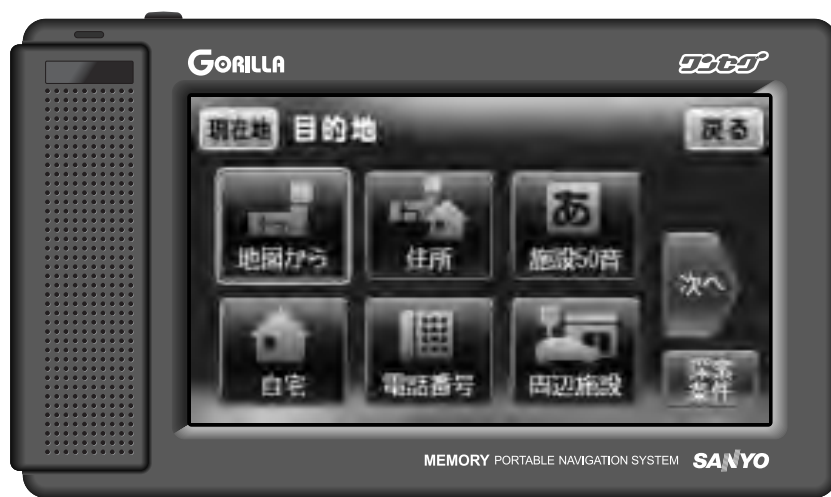 GORILLA
ワンセグ
現在地 目的地 戻る
地図から 住所 施設50音
次へ
自宅 電話番号 周辺施設
探索
条件
MEMORY PORTABLE NAVIGATION SYSTEM SANYO